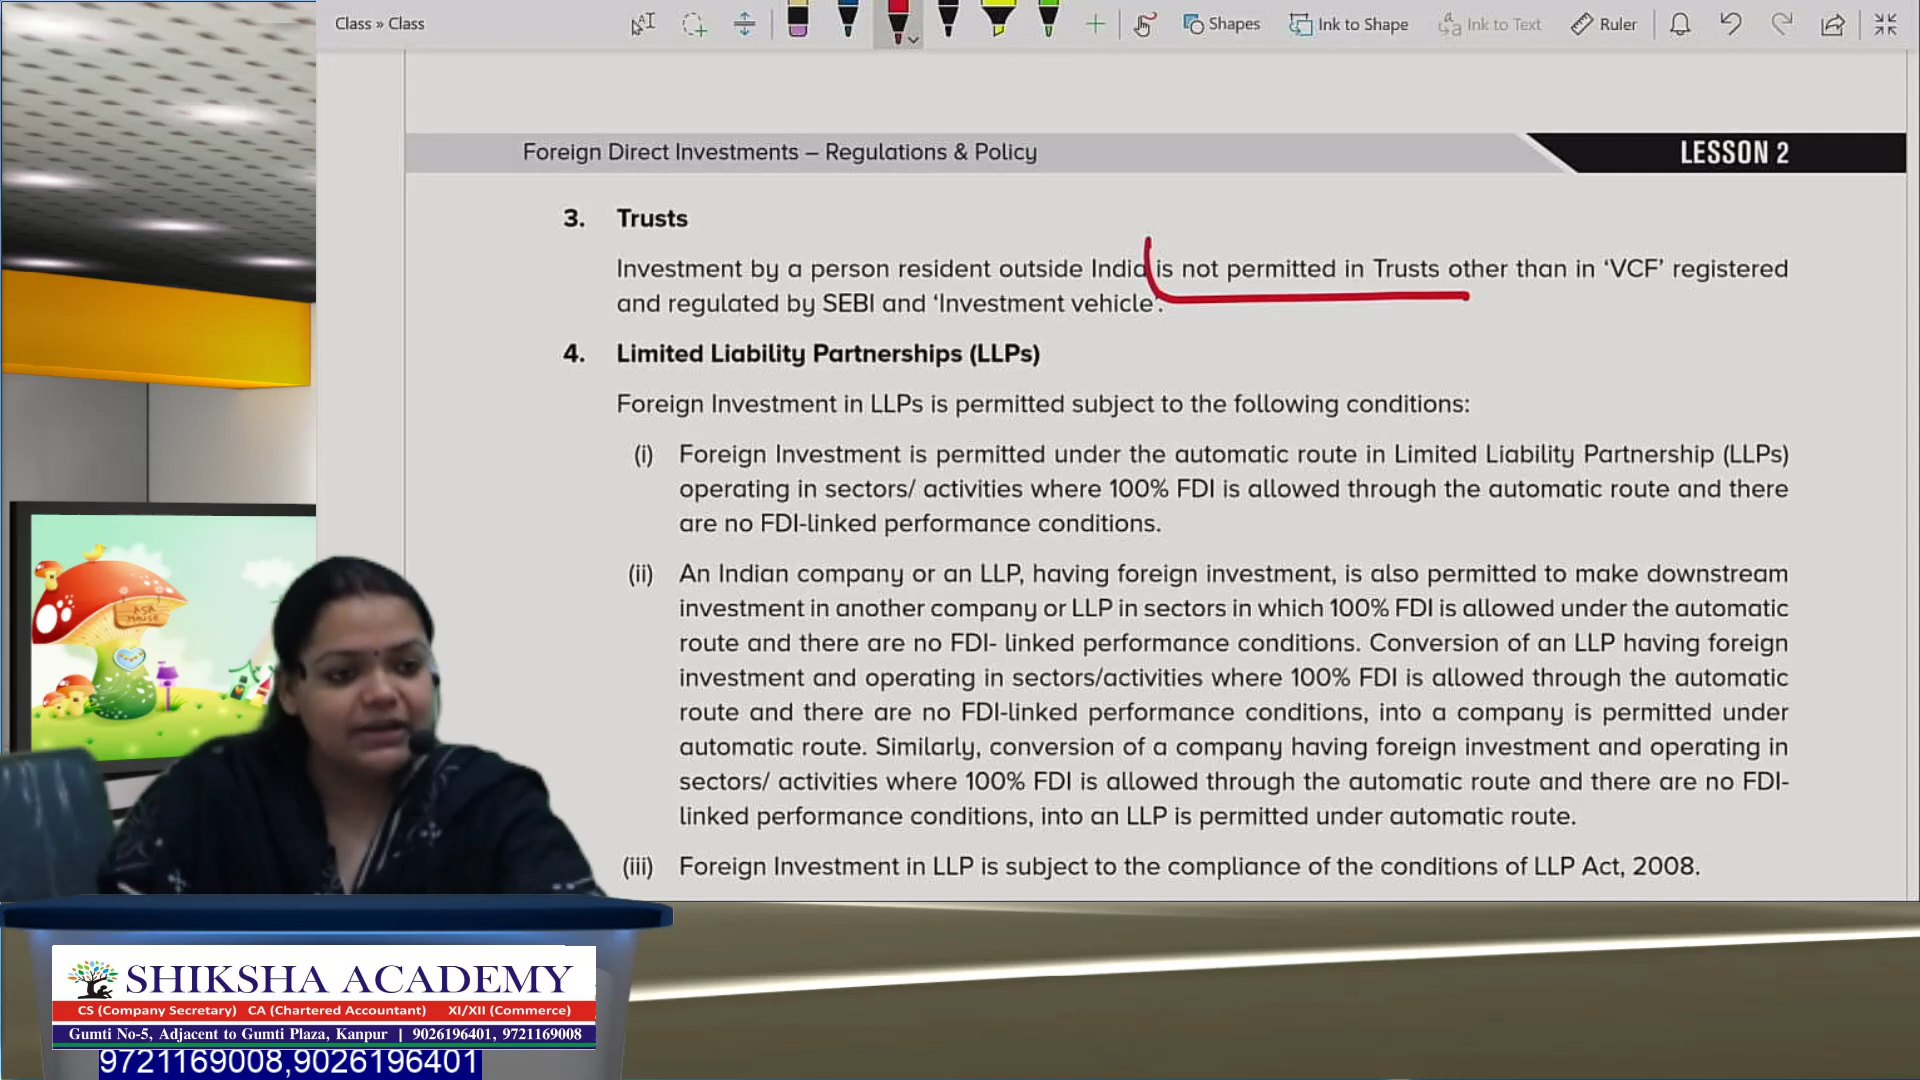 Class » Class
Shapes
Ink to Shape
Ink to Text
Ruler
Foreign Direct Investments – Regulations & Policy
LESSON 2
3. Trusts
Investment by a person resident outside India is not permitted in Trusts other than in ‘VCF’ registered
and regulated by SEBI and ‘Investment vehicle’.
4. Limited Liability Partnerships (LLPs)
Foreign Investment in LLPs is permitted subject to the following conditions:
(i) Foreign Investment is permitted under the automatic route in Limited Liability Partnership (LLPs)
operating in sectors/ activities where 100% FDI is allowed through the automatic route and there
are no FDI-linked performance conditions.
(ii) An Indian company or an LLP, having foreign investment, is also permitted to make downstream
investment in another company or LLP in sectors in which 100% FDI is allowed under the automatic
route and there are no FDI- linked performance conditions. Conversion of an LLP having foreign
investment and operating in sectors/activities where 100% FDI is allowed through the automatic
route and there are no FDI-linked performance conditions, into a company is permitted under
automatic route. Similarly, conversion of a company having foreign investment and operating in
sectors/ activities where 100% FDI is allowed through the automatic route and there are no FDI-
linked performance conditions, into an LLP is permitted under automatic route.
(iii) Foreign Investment in LLP is subject to the compliance of the conditions of LLP Act, 2008.
ASA
HOUSE
SHIKSHA ACADEMY
CS (Company Secretary) CA (Chartered Accountant) XI/XII (Commerce)
Gumti No-5, Adjacent to Gumti Plaza, Kanpur | 9026196401, 9721169008
9721169008,9026196401